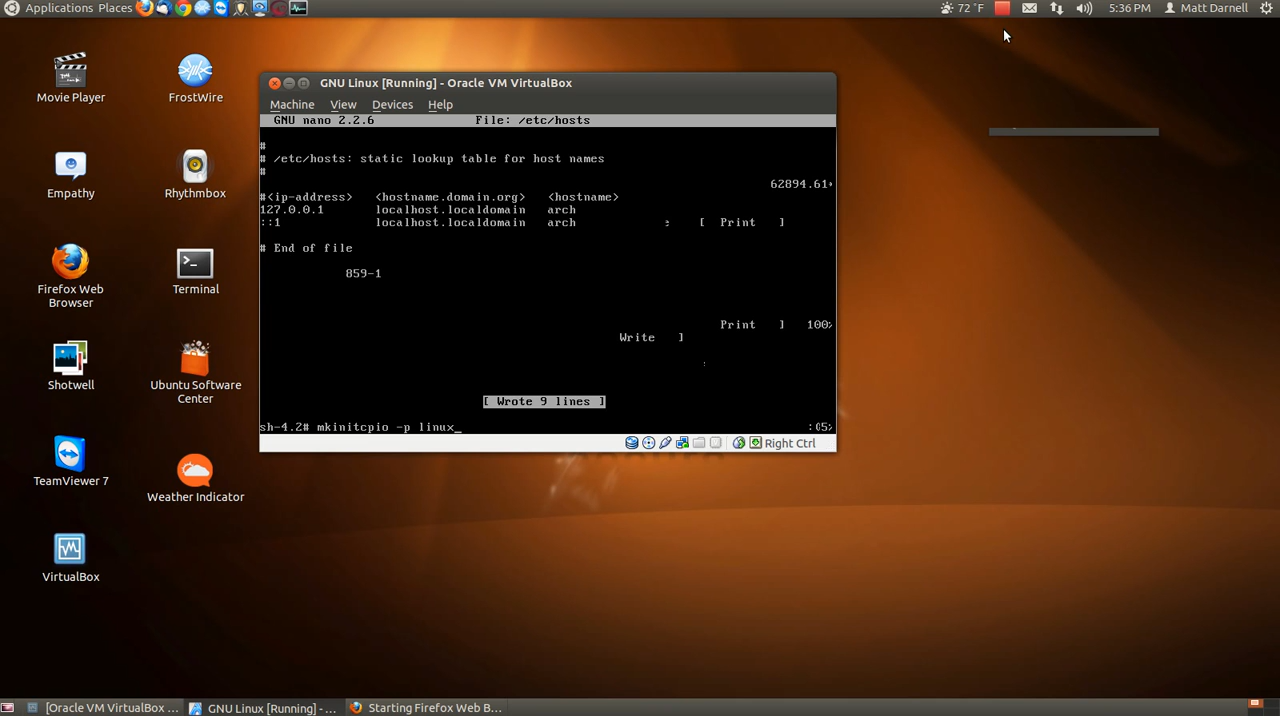 Applications Places
72 °F
5:36 PM
Matt Darnell
Movie Player
FrostWire
Empathy
Rhythmbox
Firefox Web
Browser
Terminal
Shotwell
Ubuntu Software
Center
TeamViewer 7
Weather Indicator
VirtualBox
GNU Linux [Running] - Oracle VM VirtualBox
Machine View Devices Help
GNU nano 2.2.6 File: /etc/hosts
#
# /etc/hosts: static lookup table for host names
#
62894.61+
#<ip-address> <hostname.domain.org> <hostname>
127.0.0.1 localhost.localdomain arch
::1 localhost.localdomain arch [ Print ]
# End of file
859-1
Print ] 100%
Write ]
[ Wrote 9 lines ]
sh-4.2# mkinitcpio -p linux_ :05
Right Ctrl
[Oracle VM VirtualBox ...
GNU Linux [Running] - ...
Starting Firefox Web B...